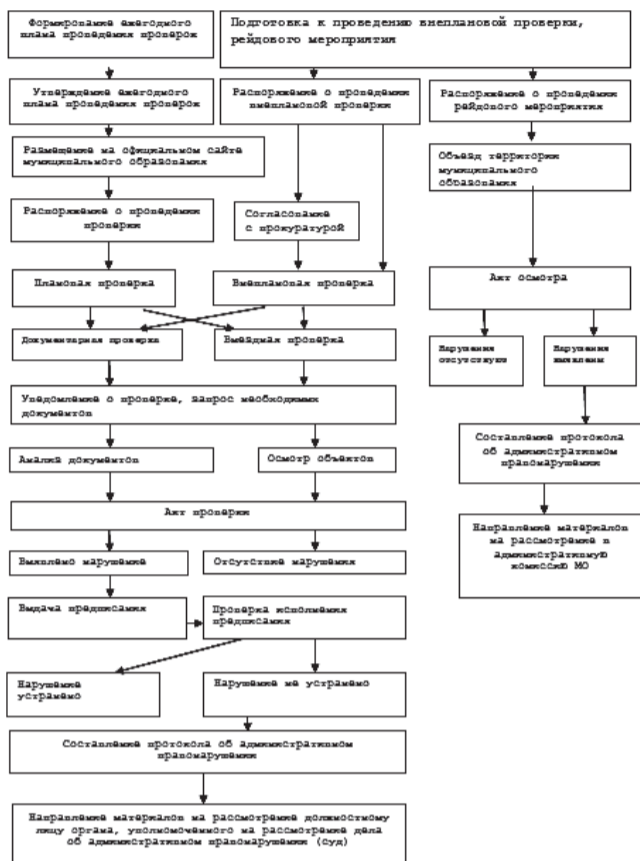 Формирование ежегодного
плана проведения проверок
Подготовка к проведению внеплановой проверки,
рейдового мероприятия
Утверждение ежегодного
плана проведения проверок
Распоряжение о проведении
внеплановой проверки
Распоряжение о проведении
рейдового мероприятия
Размещение на официальном сайте
муниципального образования
Объезд территории
муниципального
образования
Распоряжение о проведении
проверки
Согласование
с прокуратурой
Плановая проверка
Внеплановая проверка
Акт осмотра
Документарная проверка
Выездная проверка
Нарушения
отсутствуют
Нарушения
выявлены
Уведомление о проверке, запрос необходимых
документов
Составление протокола
об административном
правонарушении
Анализ документов
Осмотр объектов
Акт проверки
Направление материалов
на рассмотрение в
административную
комиссию МО
Выявлено нарушение
Отсутствие нарушения
Выдача предписания
Проверка исполнения
предписания
Нарушение
устранено
Нарушение не устранено
Составление протокола об административном
правонарушении
Направление материалов на рассмотрение должностному
лицу органа, уполномоченного на рассмотрение дела
об административном правонарушении (суд)